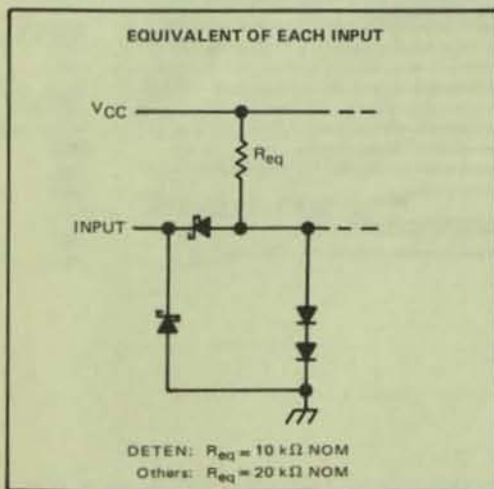 EQUIVALENT OF EACH INPUT
VCC
Req
INPUT
DETEN: Req = 10 kΩ NOM
Others: Req = 20 kΩ NOM